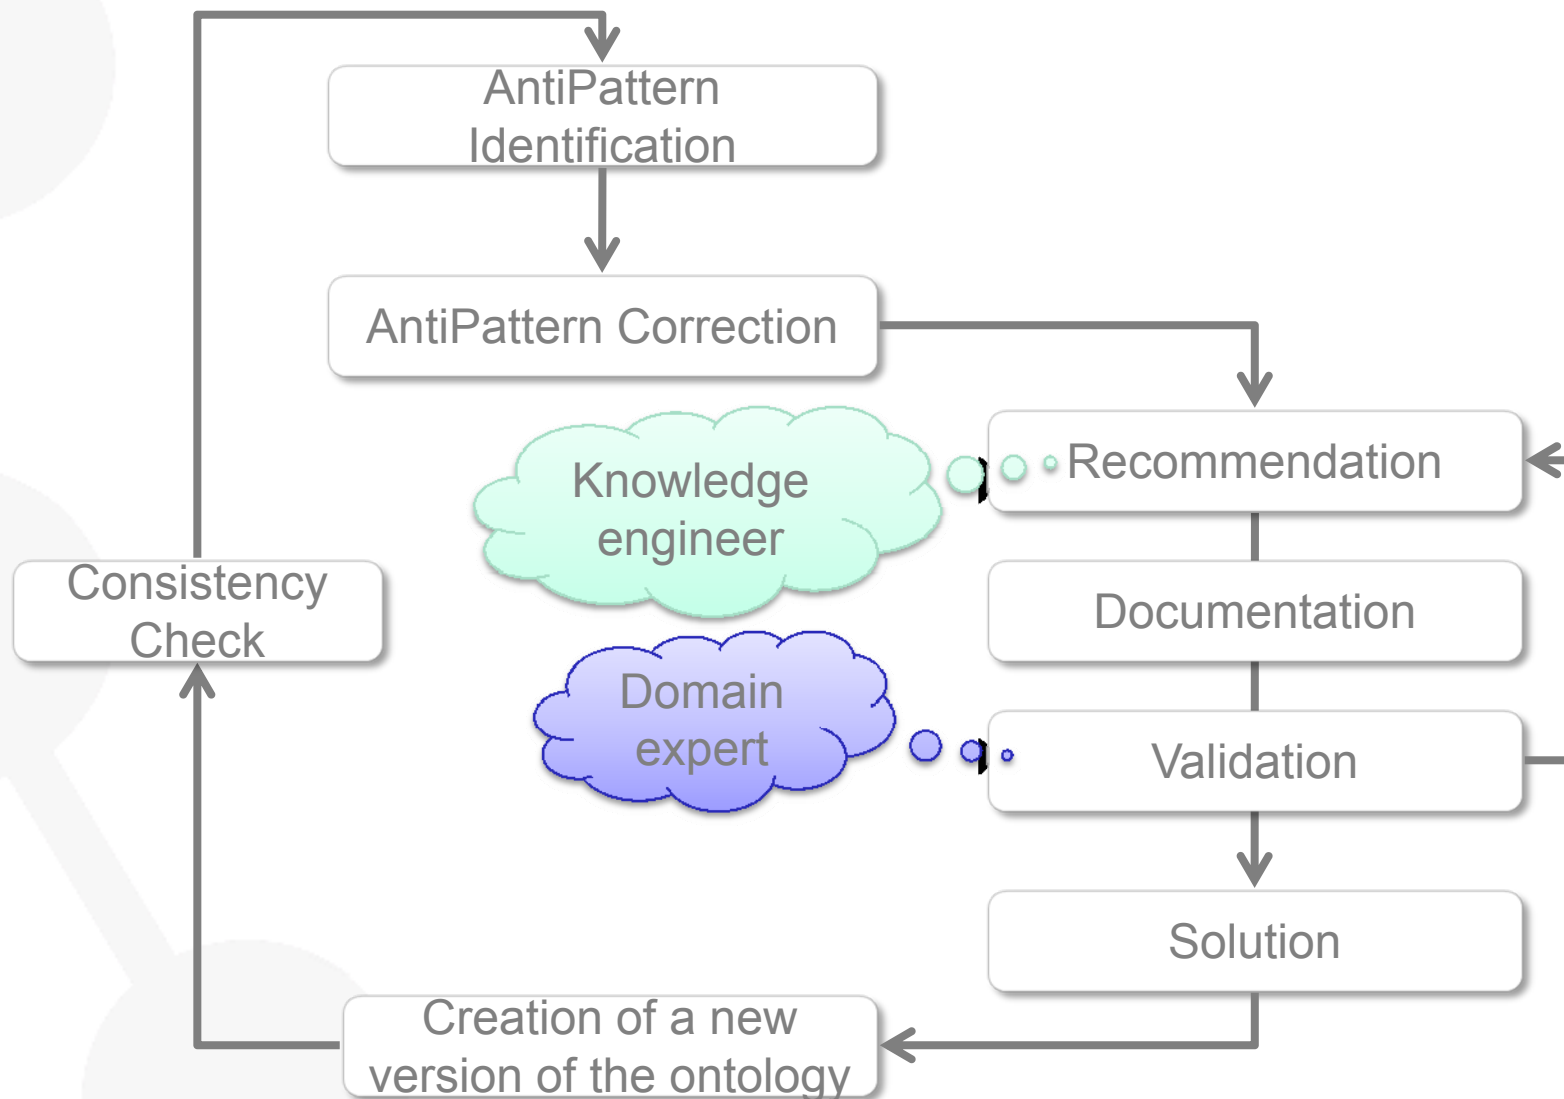 AntiPattern
Identification
AntiPattern Correction
Knowledge
engineer
Recommendation
Consistency
Check
Documentation
Domain
expert
Validation
Solution
Creation of a new
version of the ontology